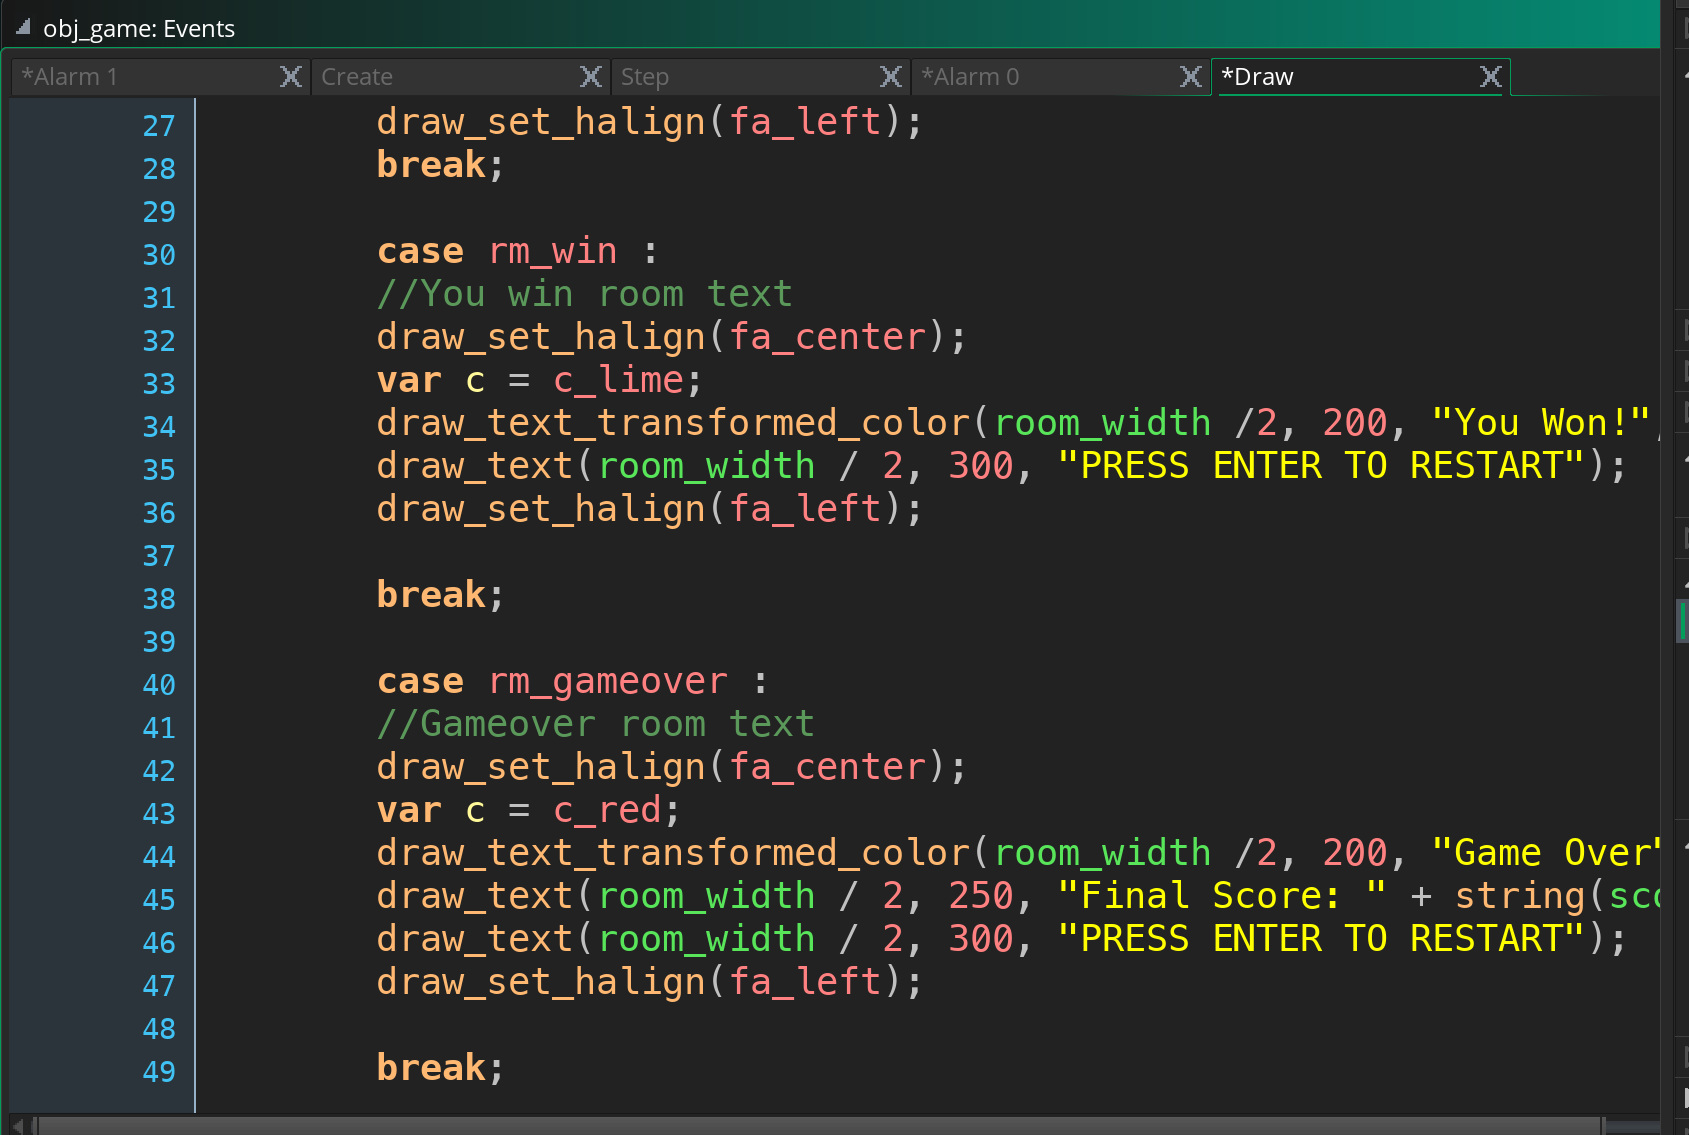 obj_game: Events
*Alarm 1 Create Step *Alarm 0 *Draw
27 draw_set_halign(fa_left);
28 break;
29
30 case rm_win :
31 //You win room text
32 draw_set_halign(fa_center);
33 var c = c_lime;
34 draw_text_transformed_color(room_width /2, 200, "You Won!",
35 draw_text(room_width / 2, 300, "PRESS ENTER TO RESTART");
36 draw_set_halign(fa_left);
37
38 break;
39
40 case rm_gameover :
41 //Gameover room text
42 draw_set_halign(fa_center);
43 var c = c_red;
44 draw_text_transformed_color(room_width /2, 200, "Game Over"
45 draw_text(room_width / 2, 250, "Final Score: " + string(sco
46 draw_text(room_width / 2, 300, "PRESS ENTER TO RESTART");
47 draw_set_halign(fa_left);
48
49 break;